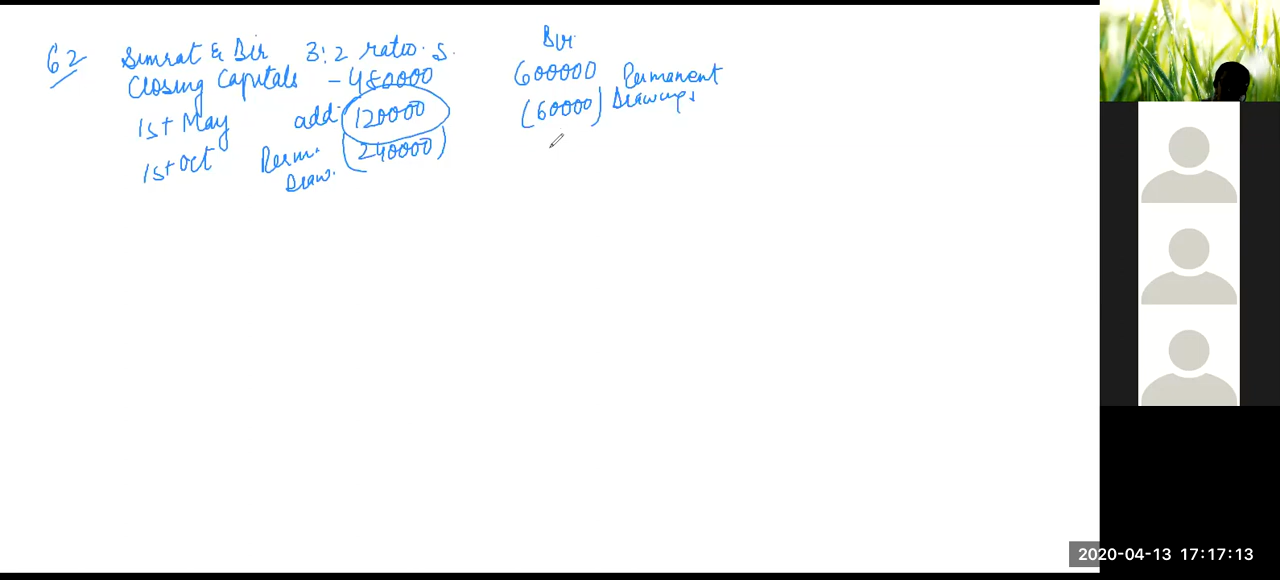 62 Simrat & Bir 3:2 ratio. S. Bir
Closing Capitals - 480000 600000 Permanent
1st May add. 120000 (60000) Drawings
1st Oct Perm. Draw. (240000)
2020-04-13 17:17:13